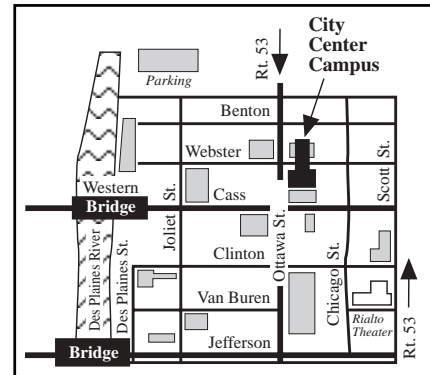 City
Center
Campus
Rt. 53
Parking
Benton
Webster
Scott St.
Western
Bridge
Joliet St.
Cass
Des Plaines River
Des Plaines St.
Clinton
Ottawa St.
Chicago St.
Van Buren
Rialto
Theater
Rt. 53
Jefferson
Bridge